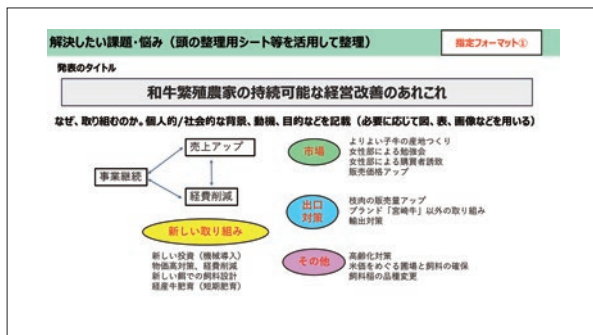 解決したい課題・悩み（頭の整理用シート等を活用して整理）
指定フォーマット①
発表のタイトル
和牛繁殖農家の持続可能な経営改善のあれこれ
なぜ、取り組むのか。個人的/社会的な背景、動機、目的などを記載（必要に応じて図、表、画像などを用いる）
売上アップ
事業継続
経費削減
新しい取り組み
新しい投資（機械導入）
物価高対策、経費削減
新しい餌での飼料設計
経産牛肥育（短期肥育）
市場
よりよい子牛の産地つくり
女性部による勉強会
女性部による購買者誘致
販売価格アップ
出口
対策
枝肉の販売量アップ
ブランド「宮崎牛」以外の取り組み
輸出対策
その他
高齢化対策
米価をめぐる圃場と飼料の確保
飼料稲の品種変更